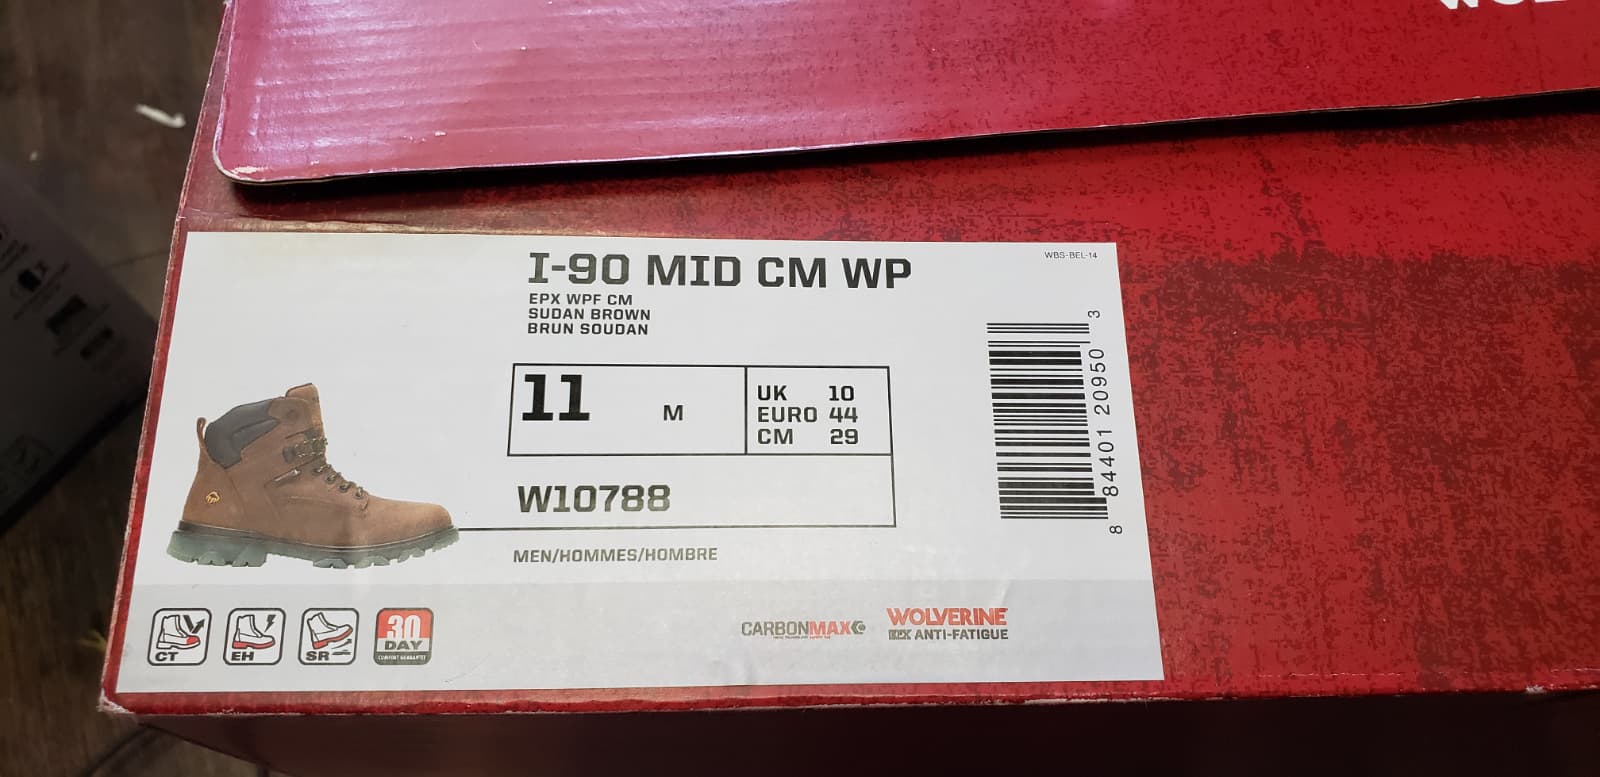 I-90 MID CM WP
EPX WPF CM
SUDAN BROWN
BRUN SOUDAN
WBS-BEL-14
11 M
UK 10
EURO 44
CM 29
W10788
MEN/HOMMES/HOMBRE
8 84401 20950 3
CT
EH
SR
30
DAY
COMFORT GUARANTEE
CARBONMAX
WOLVERINE
EPX ANTI-FATIGUE